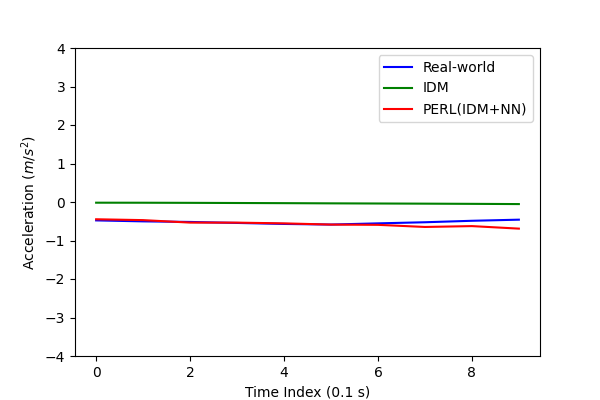 4
3
2
1
0
−1
−2
−3
−4
Acceleration (m/s²)
Real-world
IDM
PERL(IDM+NN)
0 2 4 6 8
Time Index (0.1 s)